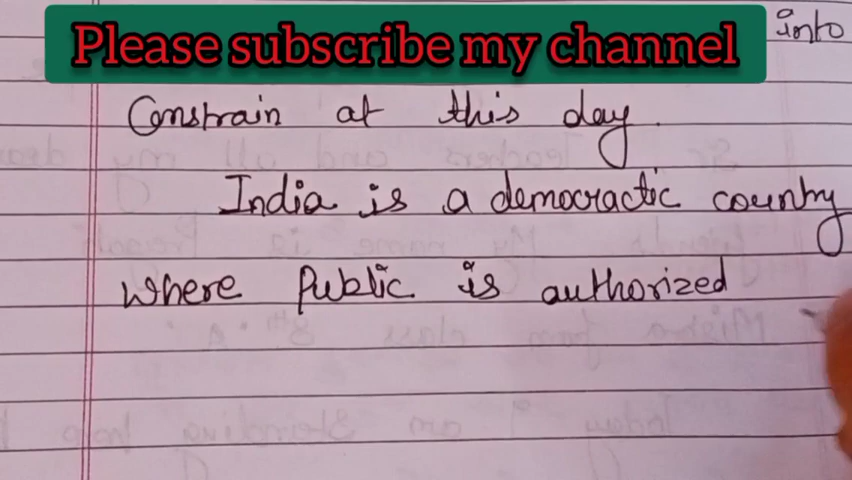 Please subscribe my channel
into
Constrain at this day.
India is a democractic country
where Public is authorized